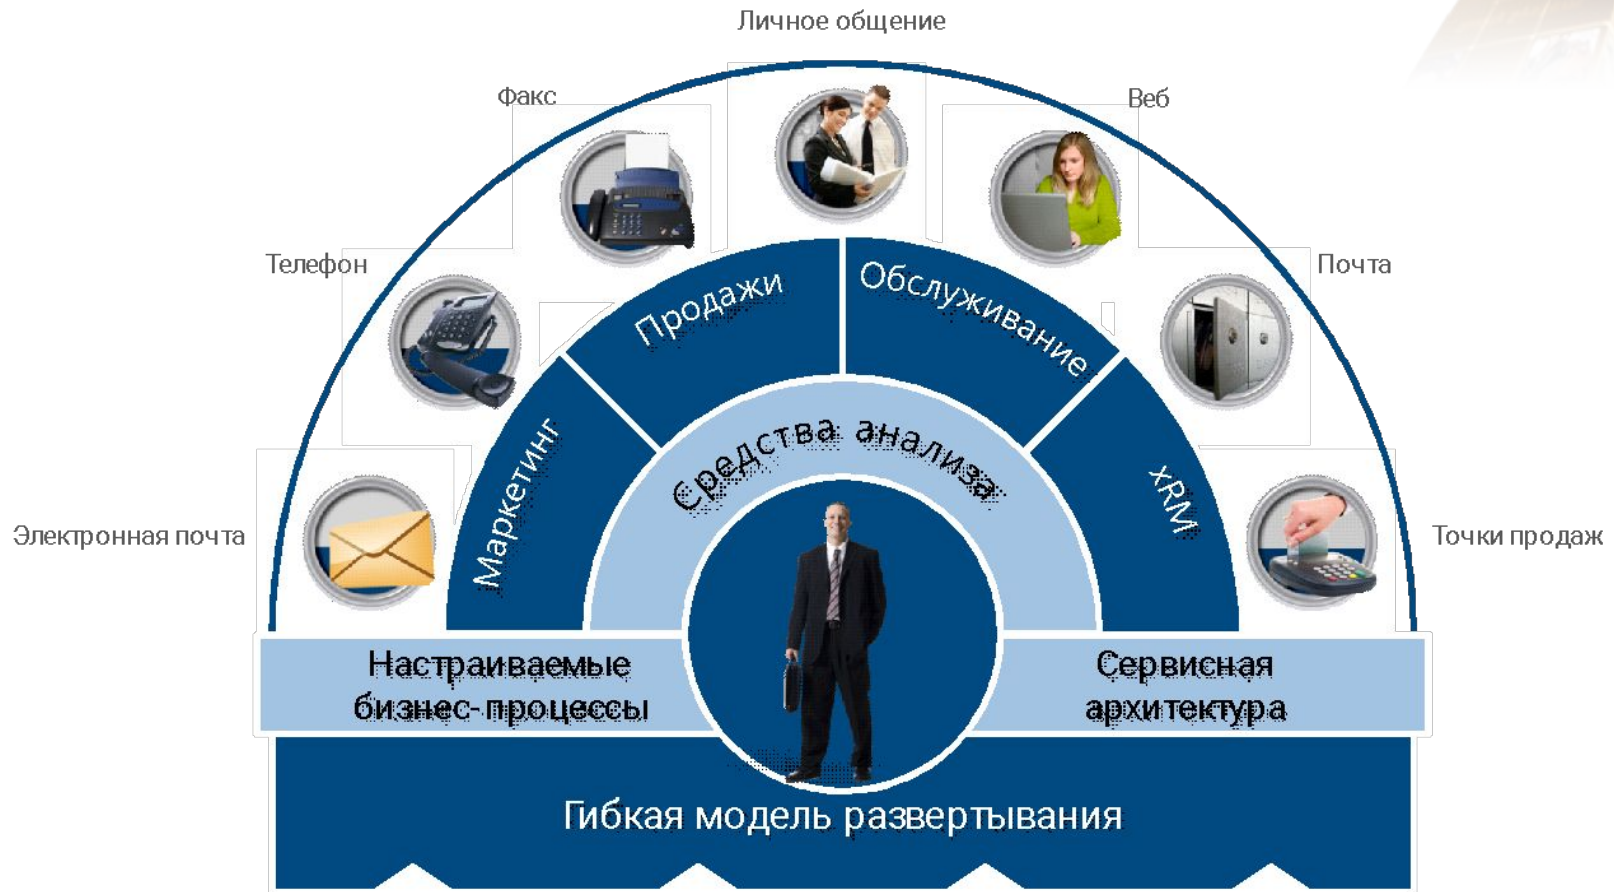 Личное общение
Факс
Веб
Телефон
Почта
Продажи
Обслуживание
Маркетинг
Средства анализа
xRM
Электронная почта
Точки продаж
Настраиваемые
бизнес-процессы
Сервисная
архитектура
Гибкая модель развертывания